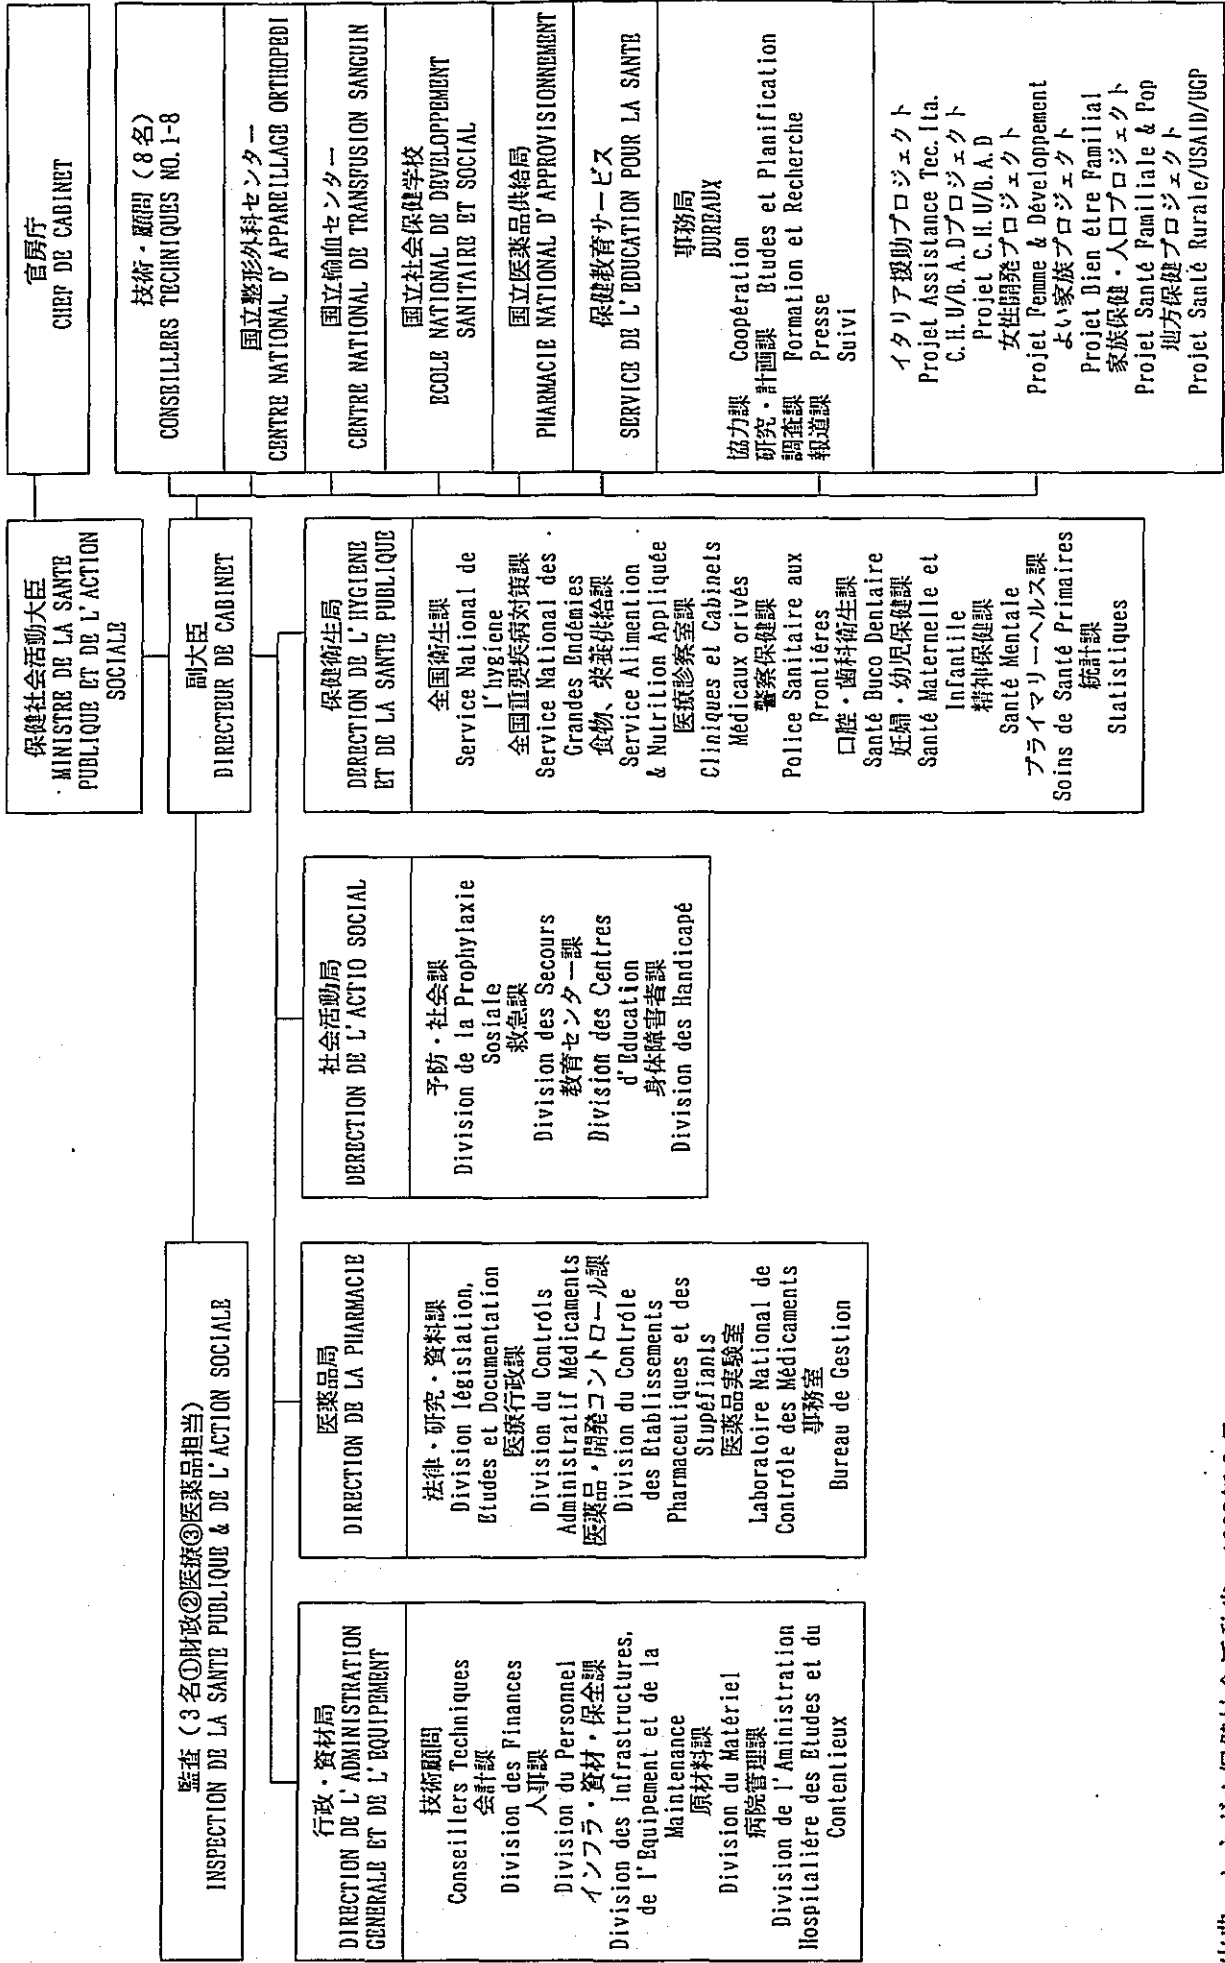 官房庁
CHEF DE CABINET
保健社会活動大臣
MINISTRE DE LA SANTE
PUBLIQUE ET DE L'ACTION
SOCIALE
副大臣
DIRECTEUR DE CABINET
監査(3名①財政②医療③医薬品担当)
INSPECTION DE LA SANTE PUBLIQUE & DE L'ACTION SOCIALE
技術・顧問(8名)
CONSEILLERS TECHNIQUES NO.1-8
国立整形外科センター
CENTRE NATIONAL D'APPAREILLAGE ORTHOPEDI
国立輸血センター
CENTRE NATIONAL DE TRANSFUSION SANGUIN
国立社会保健学校
ECOLE NATIONAL DE DEVELOPPEMENT
SANITAIRE ET SOCIAL
国立医薬品供給局
PHARMACIE NATIONAL D'APPROVISIONNEMENT
保健教育サービス
SERVICE DE L'EDUCATION POUR LA SANTE
事務局
BUREAUX
協力課 Coopération
研究・計画課 Etudes et Planification
調査課 Formation et Recherche
報道課 Presse
Suivi
イタリア援助プロジェクト
Projet Assistance Tec.Ita.
C.H.U/B.A.Dプロジェクト
Projet C.H.U/B.A.D
女性開発プロジェクト
Projet Femme & Développement
よい家族プロジェクト
Projet Bien étre Familial
家族保健・人口プロジェクト
Projet Santé Familiale & Pop
地方保健プロジェクト
Projet Santé Rurale/USAID/UGP
行政・資材局
DIRECTION DE L'ADMINISTRATION
GENERALE ET DE L'EQUIPEMENT
技術顧問
Conseillers Techniques
会計課
Division des Finances
人事課
Division du Personnel
インフラ・資材・保全課
Division des Infrastructures,
de l'Equipement et de la
Maintenance
原材料課
Division du Matériel
病院管理課
Division de l'Aministration
Hospitaliére des Etudes et du
Contentieux
医薬品局
DIRECTION DE LA PHARMACIE
法律・研究・資料課
Division législation,
Etudes et Documentation
医療行政課
Division du Contróls
Administratif Médicaments
医薬品・開発コントロール課
Division du Contrôle
des Etablissements
Pharmaceutiques et des
Stupéfiants
医薬品実験室
Laboratoire National de
Contrôle des Médicaments
事務室
Bureau de Gestion
社会活動局
DERECTION DE L'ACTIO SOCIAL
予防・社会課
Division de la Prophylaxie
Sosiale
救急課
Division des Secours
教育センター課
Division des Centres
d'Education
身体障害者課
Division des Handicapé
保健衛生局
DERECTION DE L'HYGIENE
ET DE LA SANTE PUBLIQUE
全国衛生課
Service National de
l'hygiene
全国重要疾病対策課
Service National des
Grandes Endémies
食物、栄養供給課
Service Alimention
& Nutrition Appliquée
医療診察室課
Cliniques et Cabinets
Médicaux orivés
警察保健課
Police Sanitaire aux
Frontiéres
口腔・歯科衛生課
Santé Buco Dentaire
妊婦・幼児保健課
Santé Maternelle et
Infantile
精神保健課
Santé Mentale
プライマリーヘルス課
Soins de Santé Primaires
統計課
Statistiques